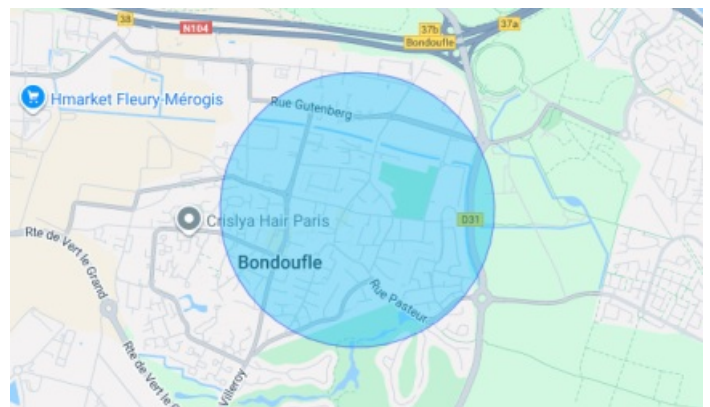 38
N104
37b
37a
Bondoufle
Hmarket Fleury-Mérogis
Rue Gutenberg
Crislya Hair Paris
D31
Rte de Vert le Grand
Bondoufle
Rue Pasteur
Rte de Vert le G
Villeroy